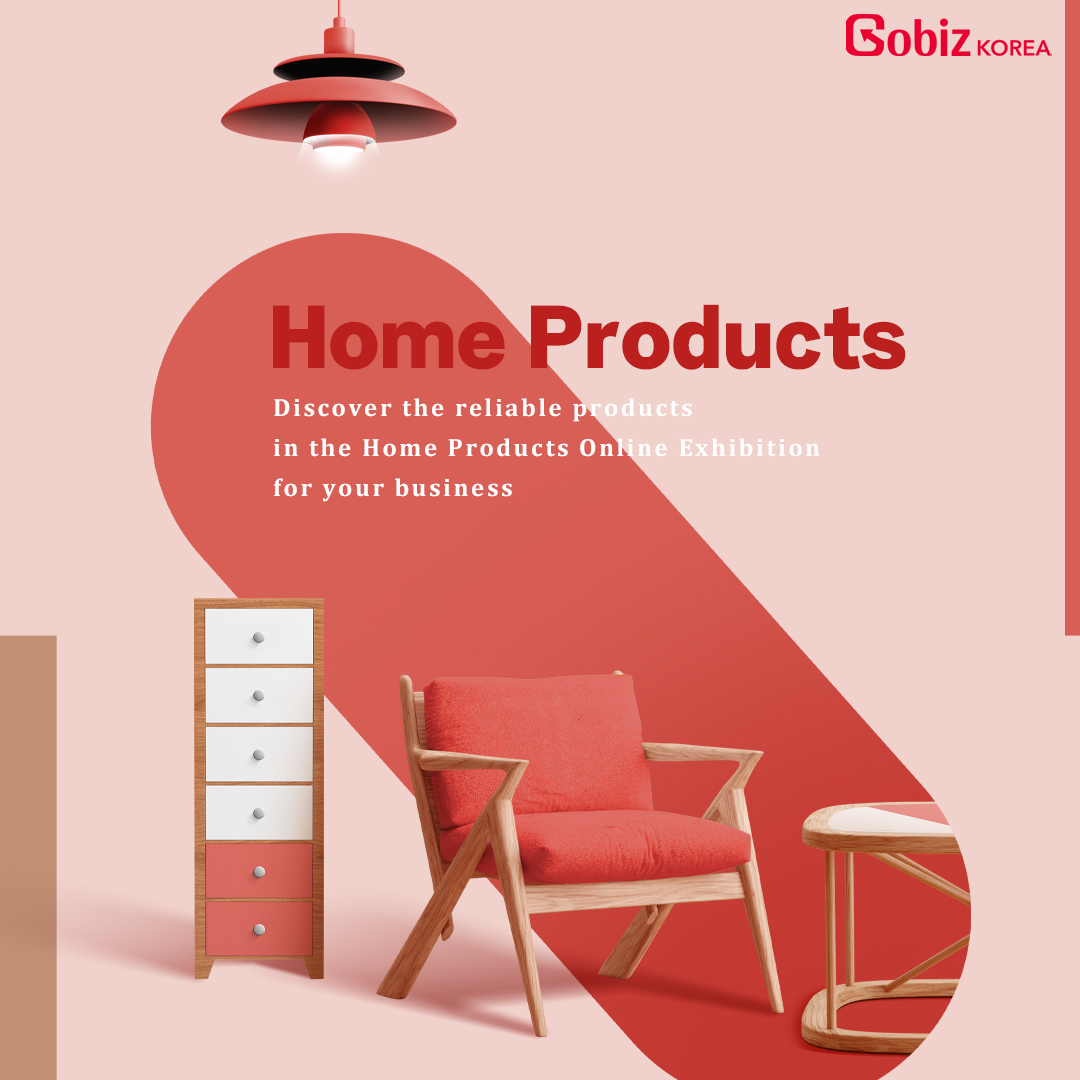 Gobiz KOREA
Home Products
Discover the reliable products
in the Home Products Online Exhibition
for your business